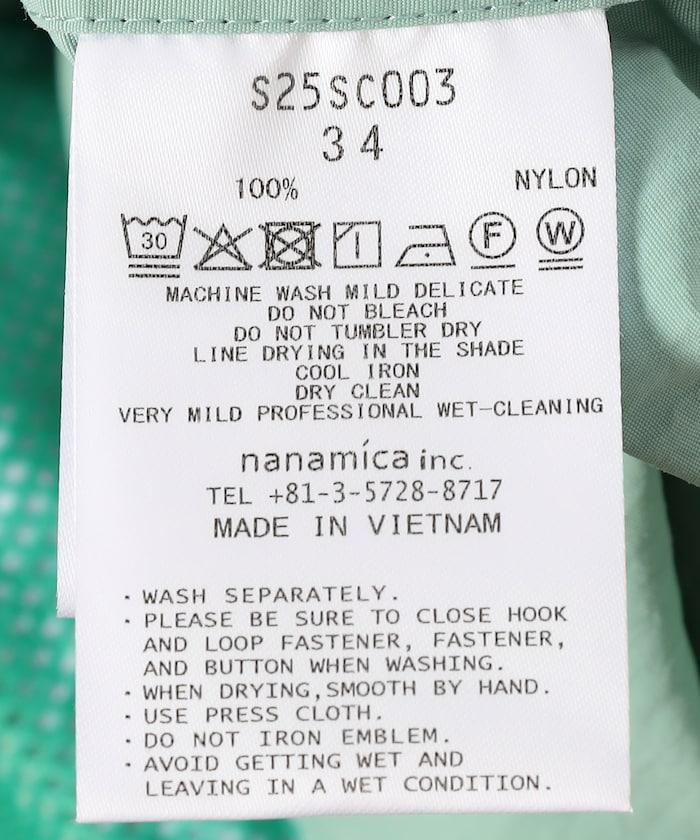 S25SC003
34
100% NYLON
30 F W
MACHINE WASH MILD DELICATE
DO NOT BLEACH
DO NOT TUMBLER DRY
LINE DRYING IN THE SHADE
COOL IRON
DRY CLEAN
VERY MILD PROFESSIONAL WET-CLEANING
nanamica inc.
TEL +81-3-5728-8717
MADE IN VIETNAM
・WASH SEPARATELY.
・PLEASE BE SURE TO CLOSE HOOK
AND LOOP FASTENER, FASTENER,
AND BUTTON WHEN WASHING.
・WHEN DRYING,SMOOTH BY HAND.
・USE PRESS CLOTH.
・DO NOT IRON EMBLEM.
・AVOID GETTING WET AND
LEAVING IN A WET CONDITION.